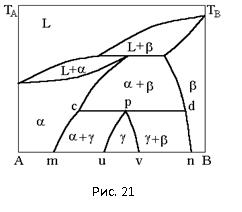 T_A T_B
L
L+β
L+α
α+β
c p d β
α α+γ γ γ+β
A m u v n B
Рис. 21